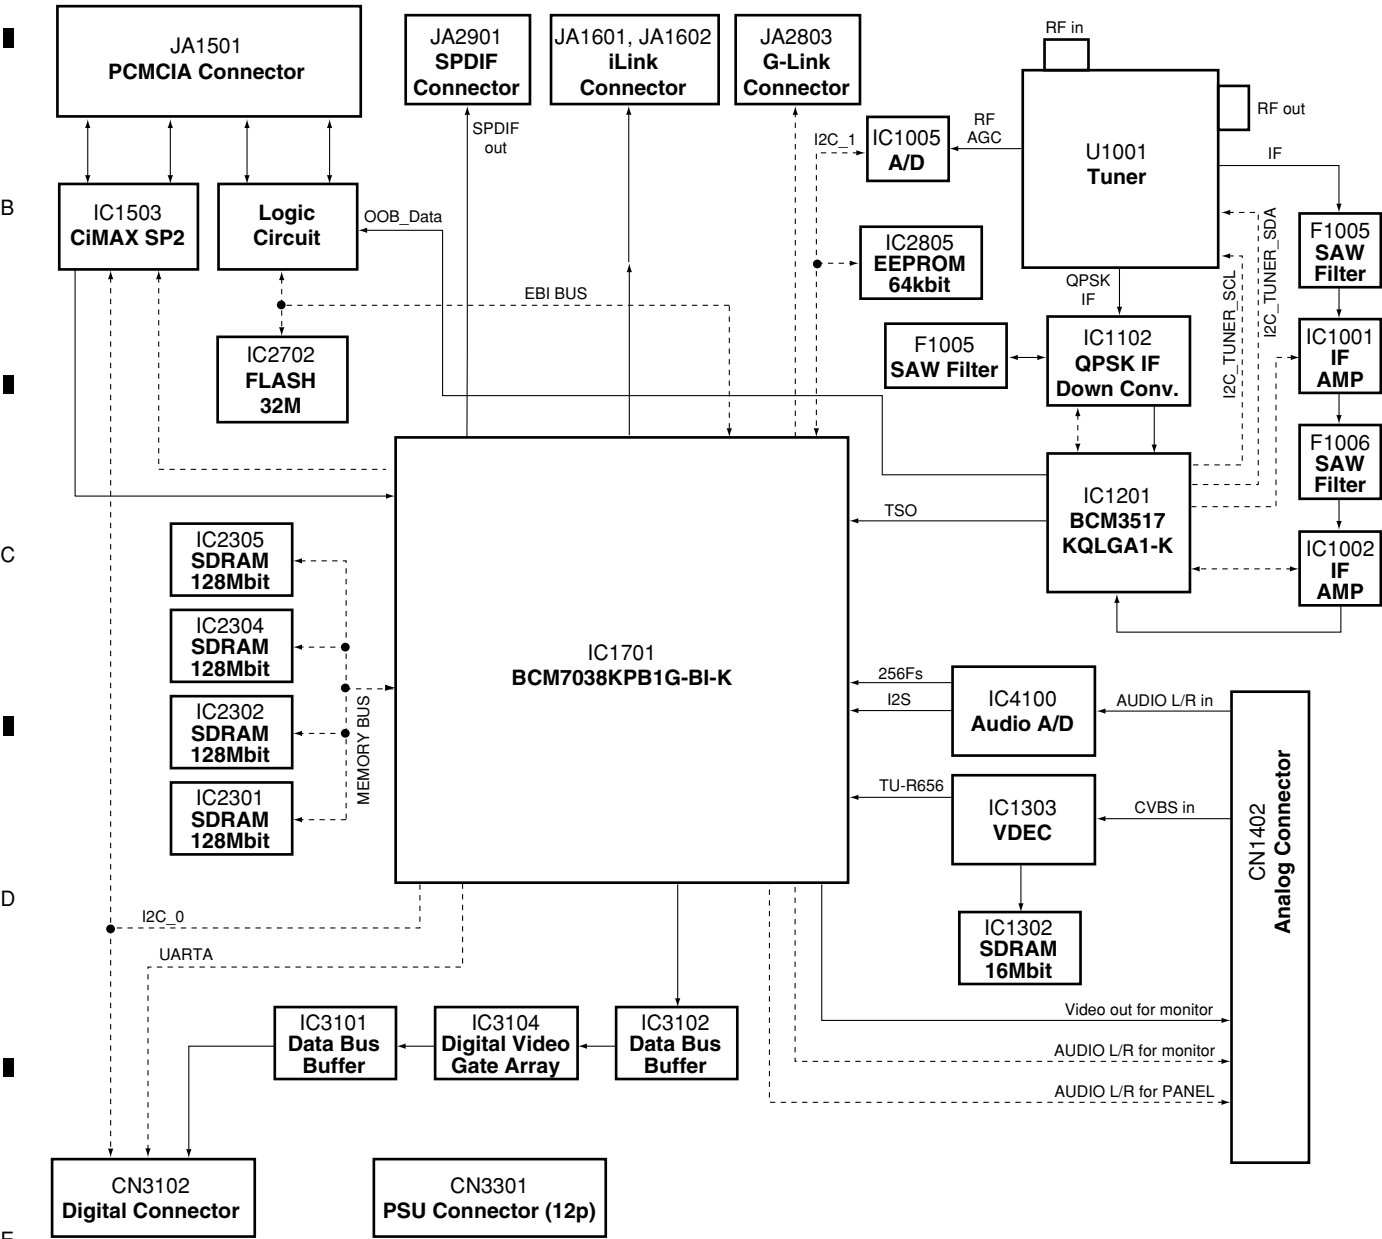 RF in
JA1501
PCMCIA Connector
JA2901
SPDIF
Connector
JA1601, JA1602
iLink
Connector
JA2803
G-Link
Connector
RF out
SPDIF
out
I2C_1
IC1005
A/D
RF
AGC
U1001
Tuner
IF
B
IC1503
CiMAX SP2
Logic
Circuit
OOB_Data
IC2805
EEPROM
64kbit
F1005
SAW
Filter
I2C_TUNER_SDA
I2C_TUNER_SCL
QPSK
IF
EBI BUS
IC2702
FLASH
32M
F1005
SAW Filter
IC1102
QPSK IF
Down Conv.
IC1001
IF
AMP
F1006
SAW
Filter
IC1201
BCM3517
KQLGA1-K
TSO
C
IC2305
SDRAM
128Mbit
IC1002
IF
AMP
IC2304
SDRAM
128Mbit
IC1701
BCM7038KPB1G-BI-K
256Fs
I2S
IC4100
Audio A/D
AUDIO L/R in
IC2302
SDRAM
128Mbit
MEMORY BUS
IC2301
SDRAM
128Mbit
TU-R656
IC1303
VDEC
CVBS in
CN1402
Analog Connector
D
I2C_0
UARTA
IC1302
SDRAM
16Mbit
IC3101
Data Bus
Buffer
IC3104
Digital Video
Gate Array
IC3102
Data Bus
Buffer
Video out for monitor
AUDIO L/R for monitor
AUDIO L/R for PANEL
CN3102
Digital Connector
CN3301
PSU Connector (12p)